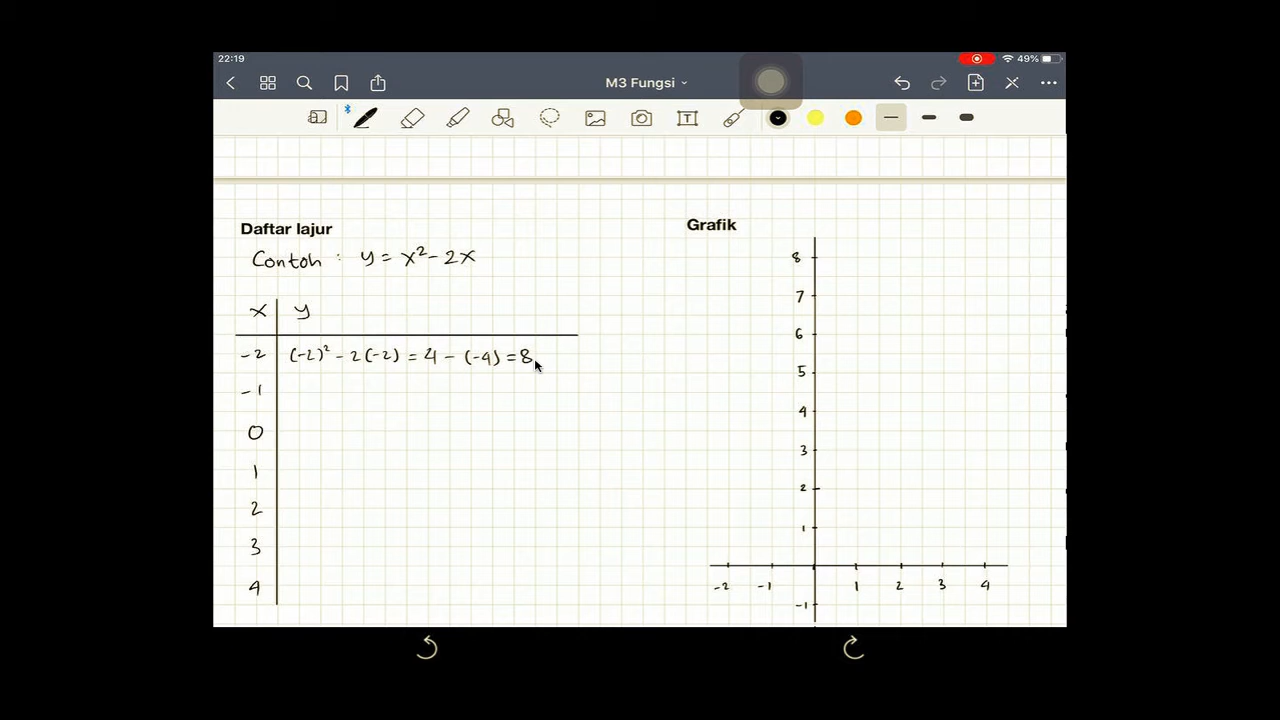 22:19
49%
M3 Fungsi
T
Daftar lajur
Contoh : y = x² - 2x
x y
-2 (-2)² - 2(-2) = 4 - (-4) = 8
-1
0
1
2
3
4
Grafik
8
7
6
5
4
3
2
1
-2 -1 1 2 3 4
-1